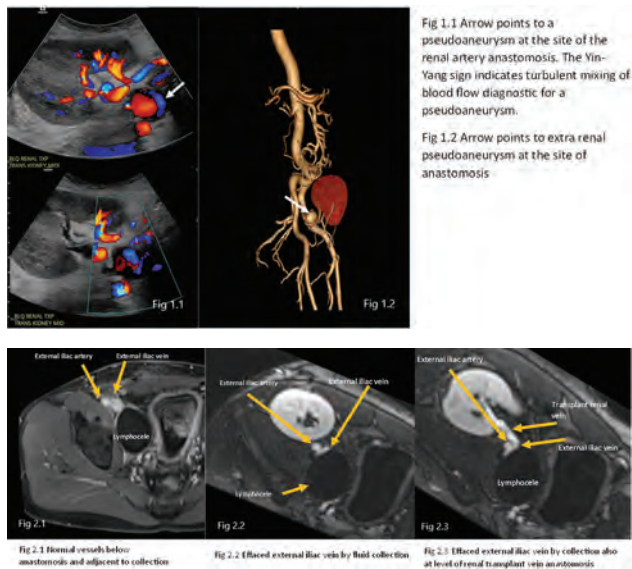 Fig 1.1 Arrow points to a
pseudoaneurysm at the site of the
renal artery anastomosis. The Yin-
Yang sign indicates turbulent mixing of
blood flow diagnostic for a
pseudoaneurysm.
Fig 1.2 Arrow points to extra renal
pseudoaneurysm at the site of
anastomosis
RENAL TXP
TRANS KIDNEY MID
Fig 1.1
RENAL TXP
TRANS KIDNEY MID
Fig 1.2
External iliac artery
External iliac vein
Lymphocele
Fig 2.1
External iliac artery
External iliac vein
Lymphocele
Fig 2.2
External iliac artery
Transplant renal
vein
External iliac vein
Lymphocele
Fig 2.3
Fig 2.1 Normal vessels below
anastomosis and adjacent to collection
Fig 2.2 Effaced external iliac vein by fluid collection
Fig 2.3 Effaced external iliac vein by collection also
at level of renal transplant vein anastomosis